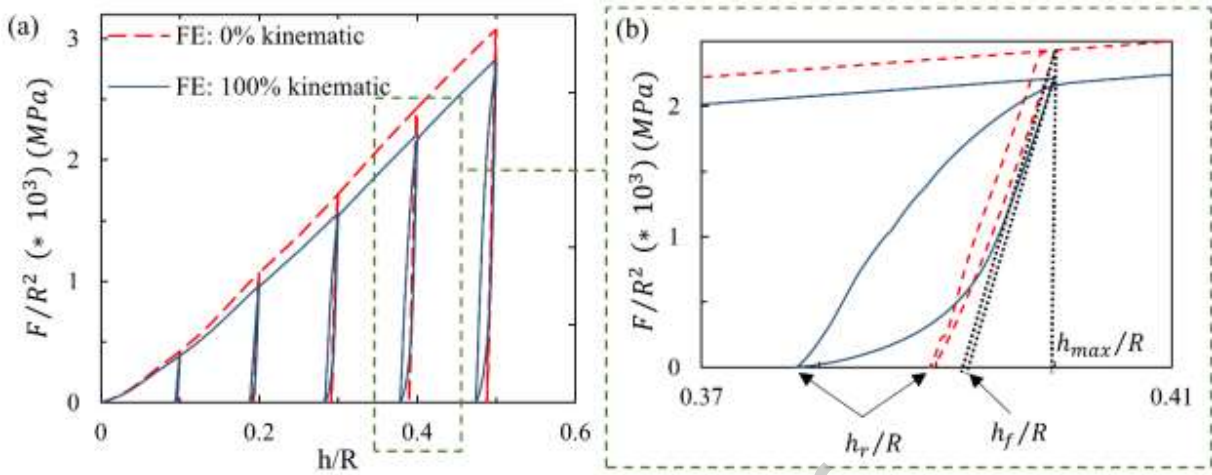 (a)
FE: 0% kinematic
FE: 100% kinematic
F/R² (* 10³) (MPa)
3
2
1
0
0
0.2
0.4
0.6
h/R
(b)
F/R² (* 10³) (MPa)
2
1
0
0.37
0.41
h_max/R
h_r/R
h_f/R